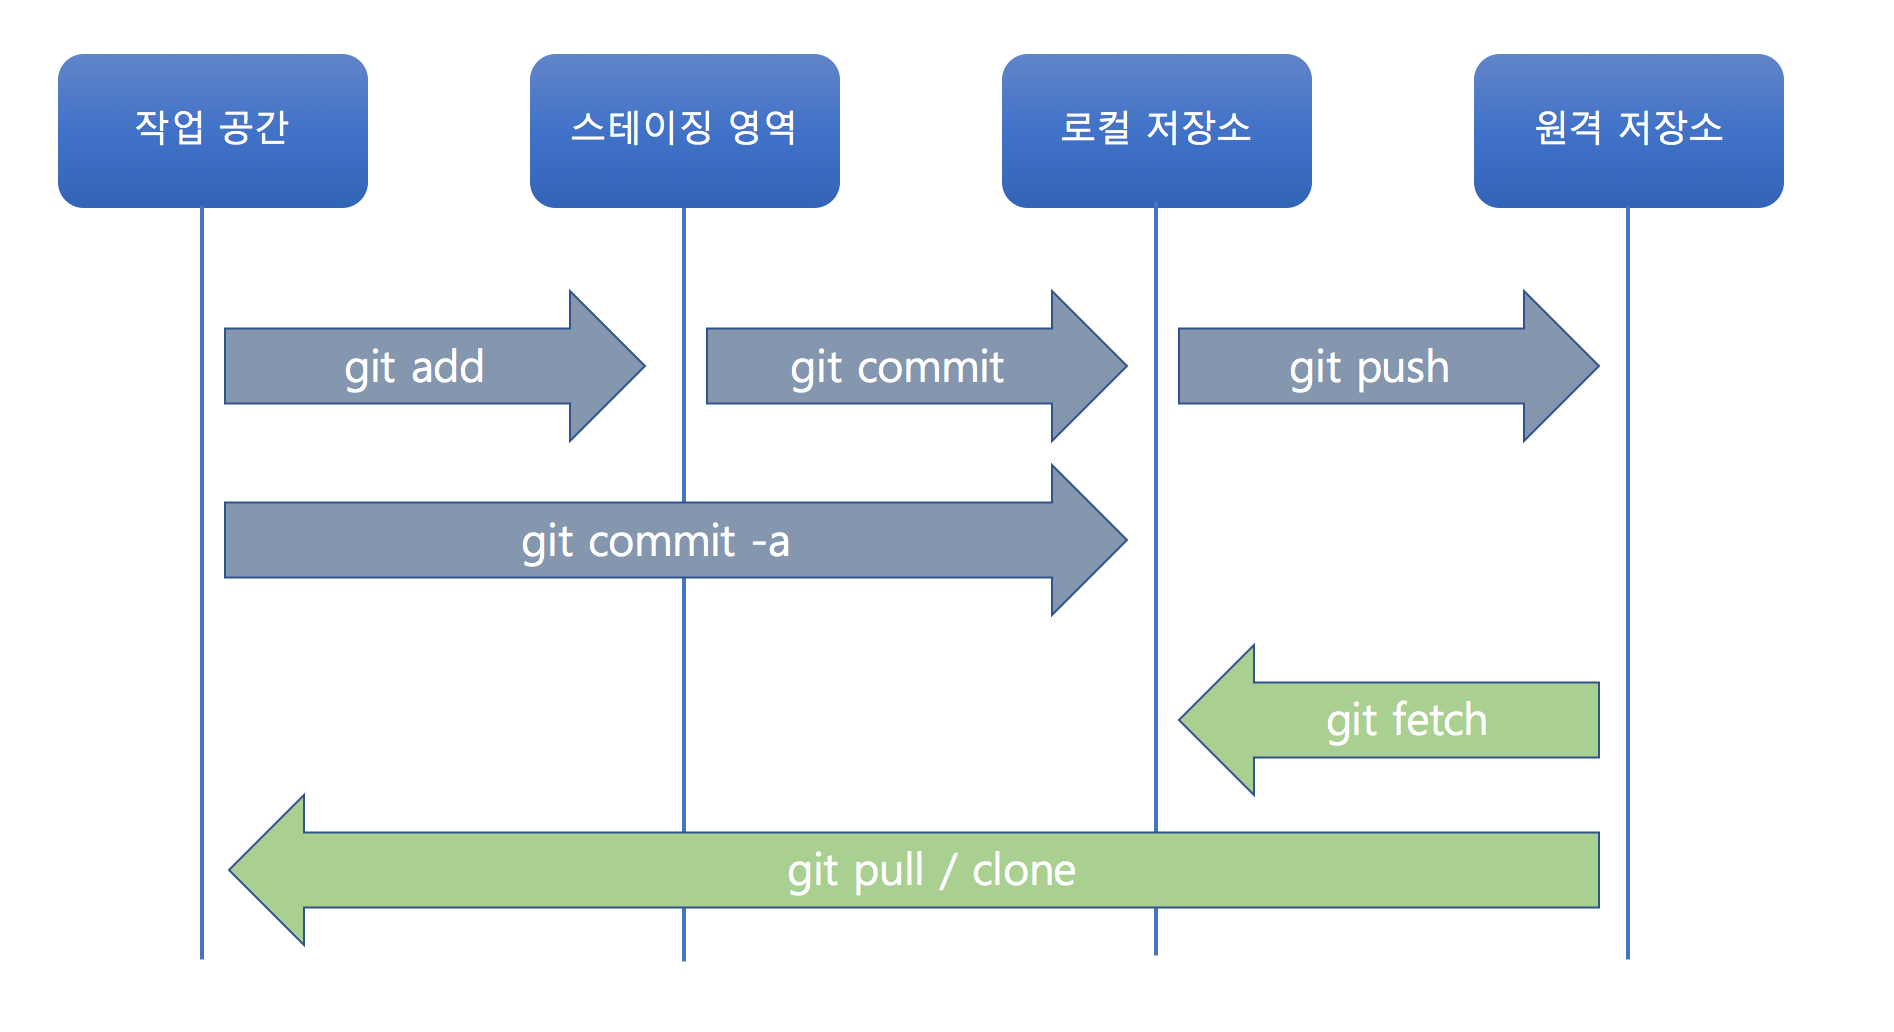 작업 공간
스테이징 영역
로컬 저장소
원격 저장소
git add
git commit
git push
git commit -a
git fetch
git pull / clone